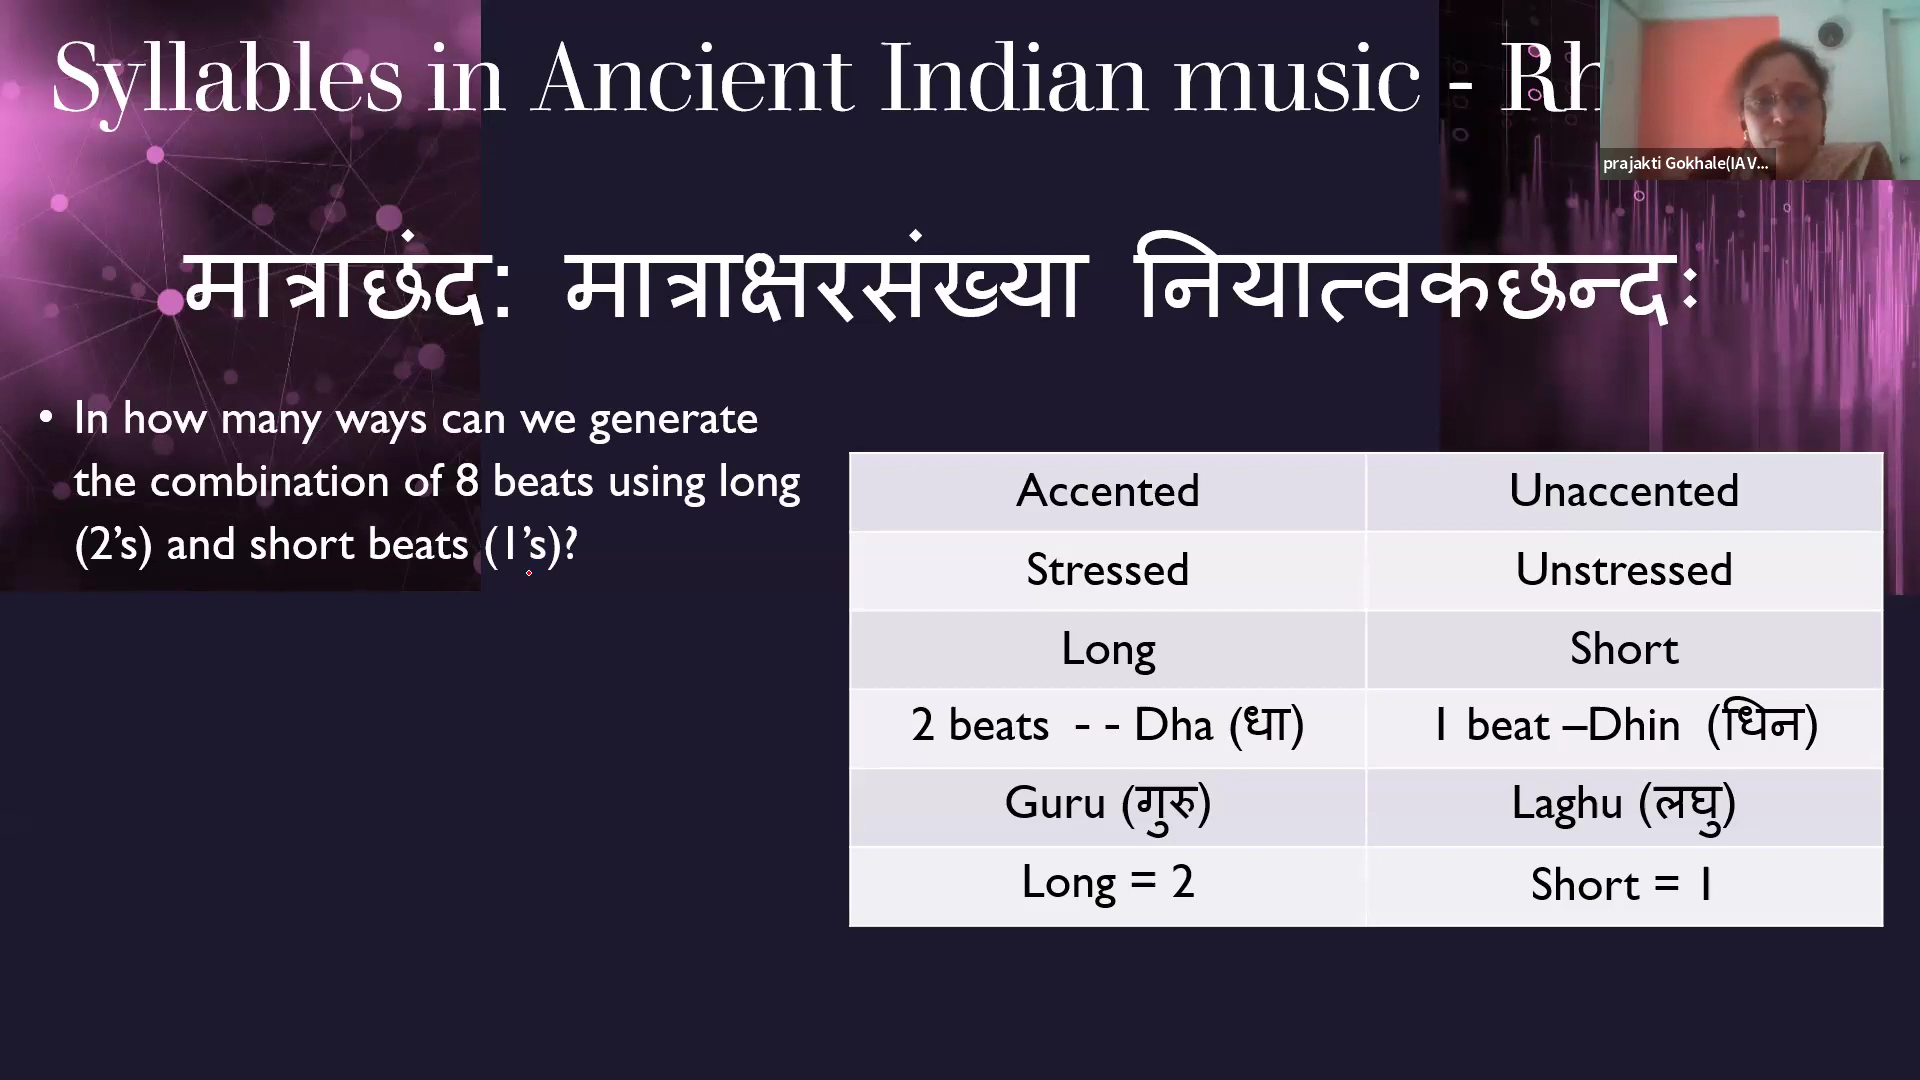 Syllables in Ancient Indian music - Rh
prajakti Gokhale(IAV...
मात्राछंद: मात्राक्षरसंख्या नियात्वकछन्दः
• In how many ways can we generate
the combination of 8 beats using long
(2’s) and short beats (1’s)?
Accented Unaccented
Stressed Unstressed
Long Short
2 beats - - Dha (धा) 1 beat –Dhin (धिन)
Guru (गुरु) Laghu (लघु)
Long = 2 Short = 1